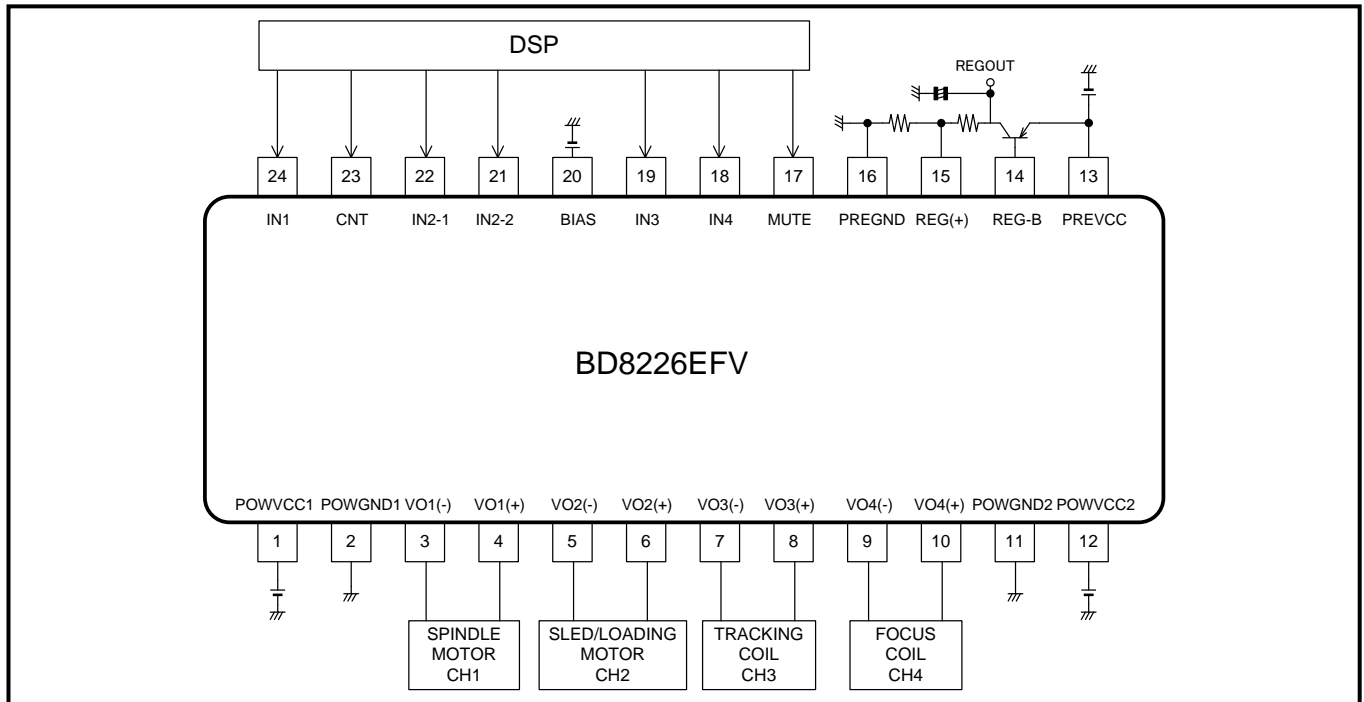 DSP
REGOUT
24 23 22 21 20 19 18 17 16 15 14 13
IN1 CNT IN2-1 IN2-2 BIAS IN3 IN4 MUTE PREGND REG(+) REG-B PREVCC
BD8226EFV
POWVCC1 POWGND1 VO1(-) VO1(+) VO2(-) VO2(+) VO3(-) VO3(+) VO4(-) VO4(+) POWGND2 POWVCC2
1 2 3 4 5 6 7 8 9 10 11 12
SPINDLE
MOTOR
CH1
SLED/LOADING
MOTOR
CH2
TRACKING
COIL
CH3
FOCUS
COIL
CH4